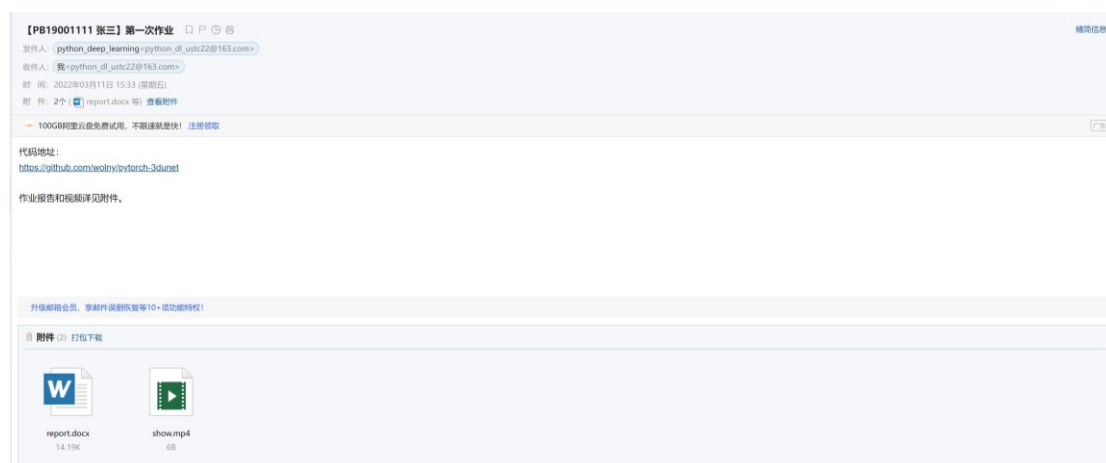 【PB19001111 张三】第一次作业
精简信息
发件人: python_deep_learning<python_dl_ustc22@163.com>
收件人: 我<python_dl_ustc22@163.com>
时 间: 2022年03月11日 15:33 (星期五)
附 件: 2个 ( report.docx 等) 查看附件
100GB阿里云盘免费试用，不限速就是快！ 注册领取
广告
代码地址：
https://github.com/wolny/pytorch-3dunet
作业报告和视频详见附件。
升级邮箱会员，享邮件误删恢复等10+项功能特权！
附件 (2) 打包下载
W
report.docx
show.mp4
14.19K
6B